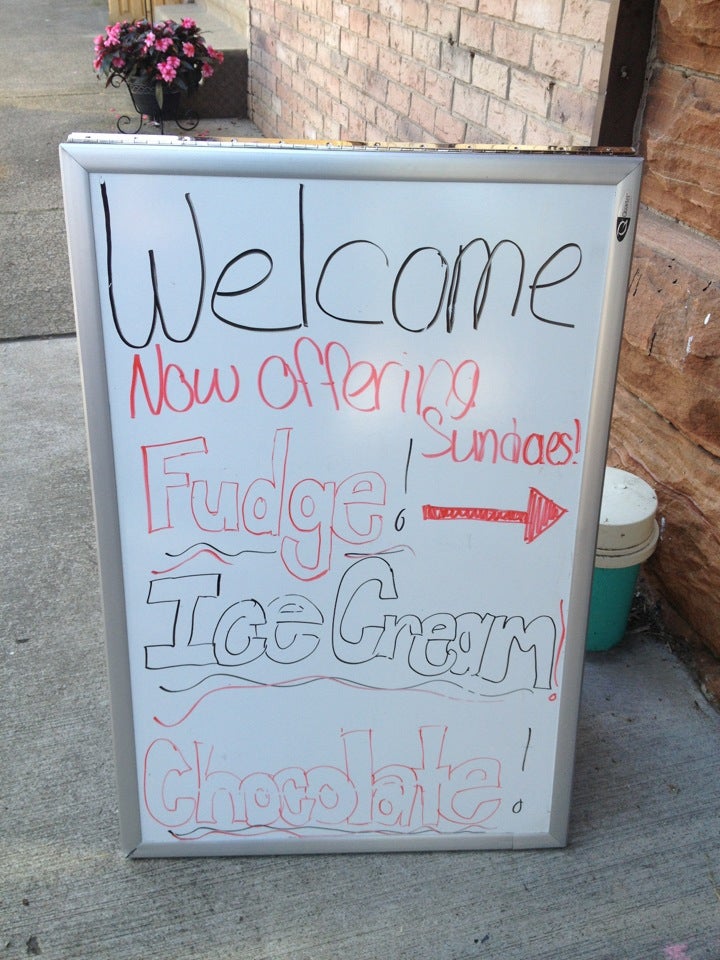 Welcome
Now offering
Sundaes!
Fudge!
Ice Cream!
Chocolate!